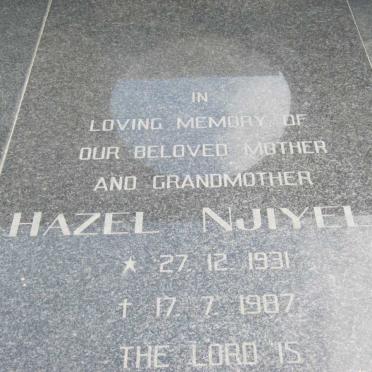 IN
LOVING MEMORY OF
OUR BELOVED MOTHER
AND GRANDMOTHER
HAZEL NJIYEL
★ 27. 12. 1931
† 17. 7. 1987
THE LORD IS